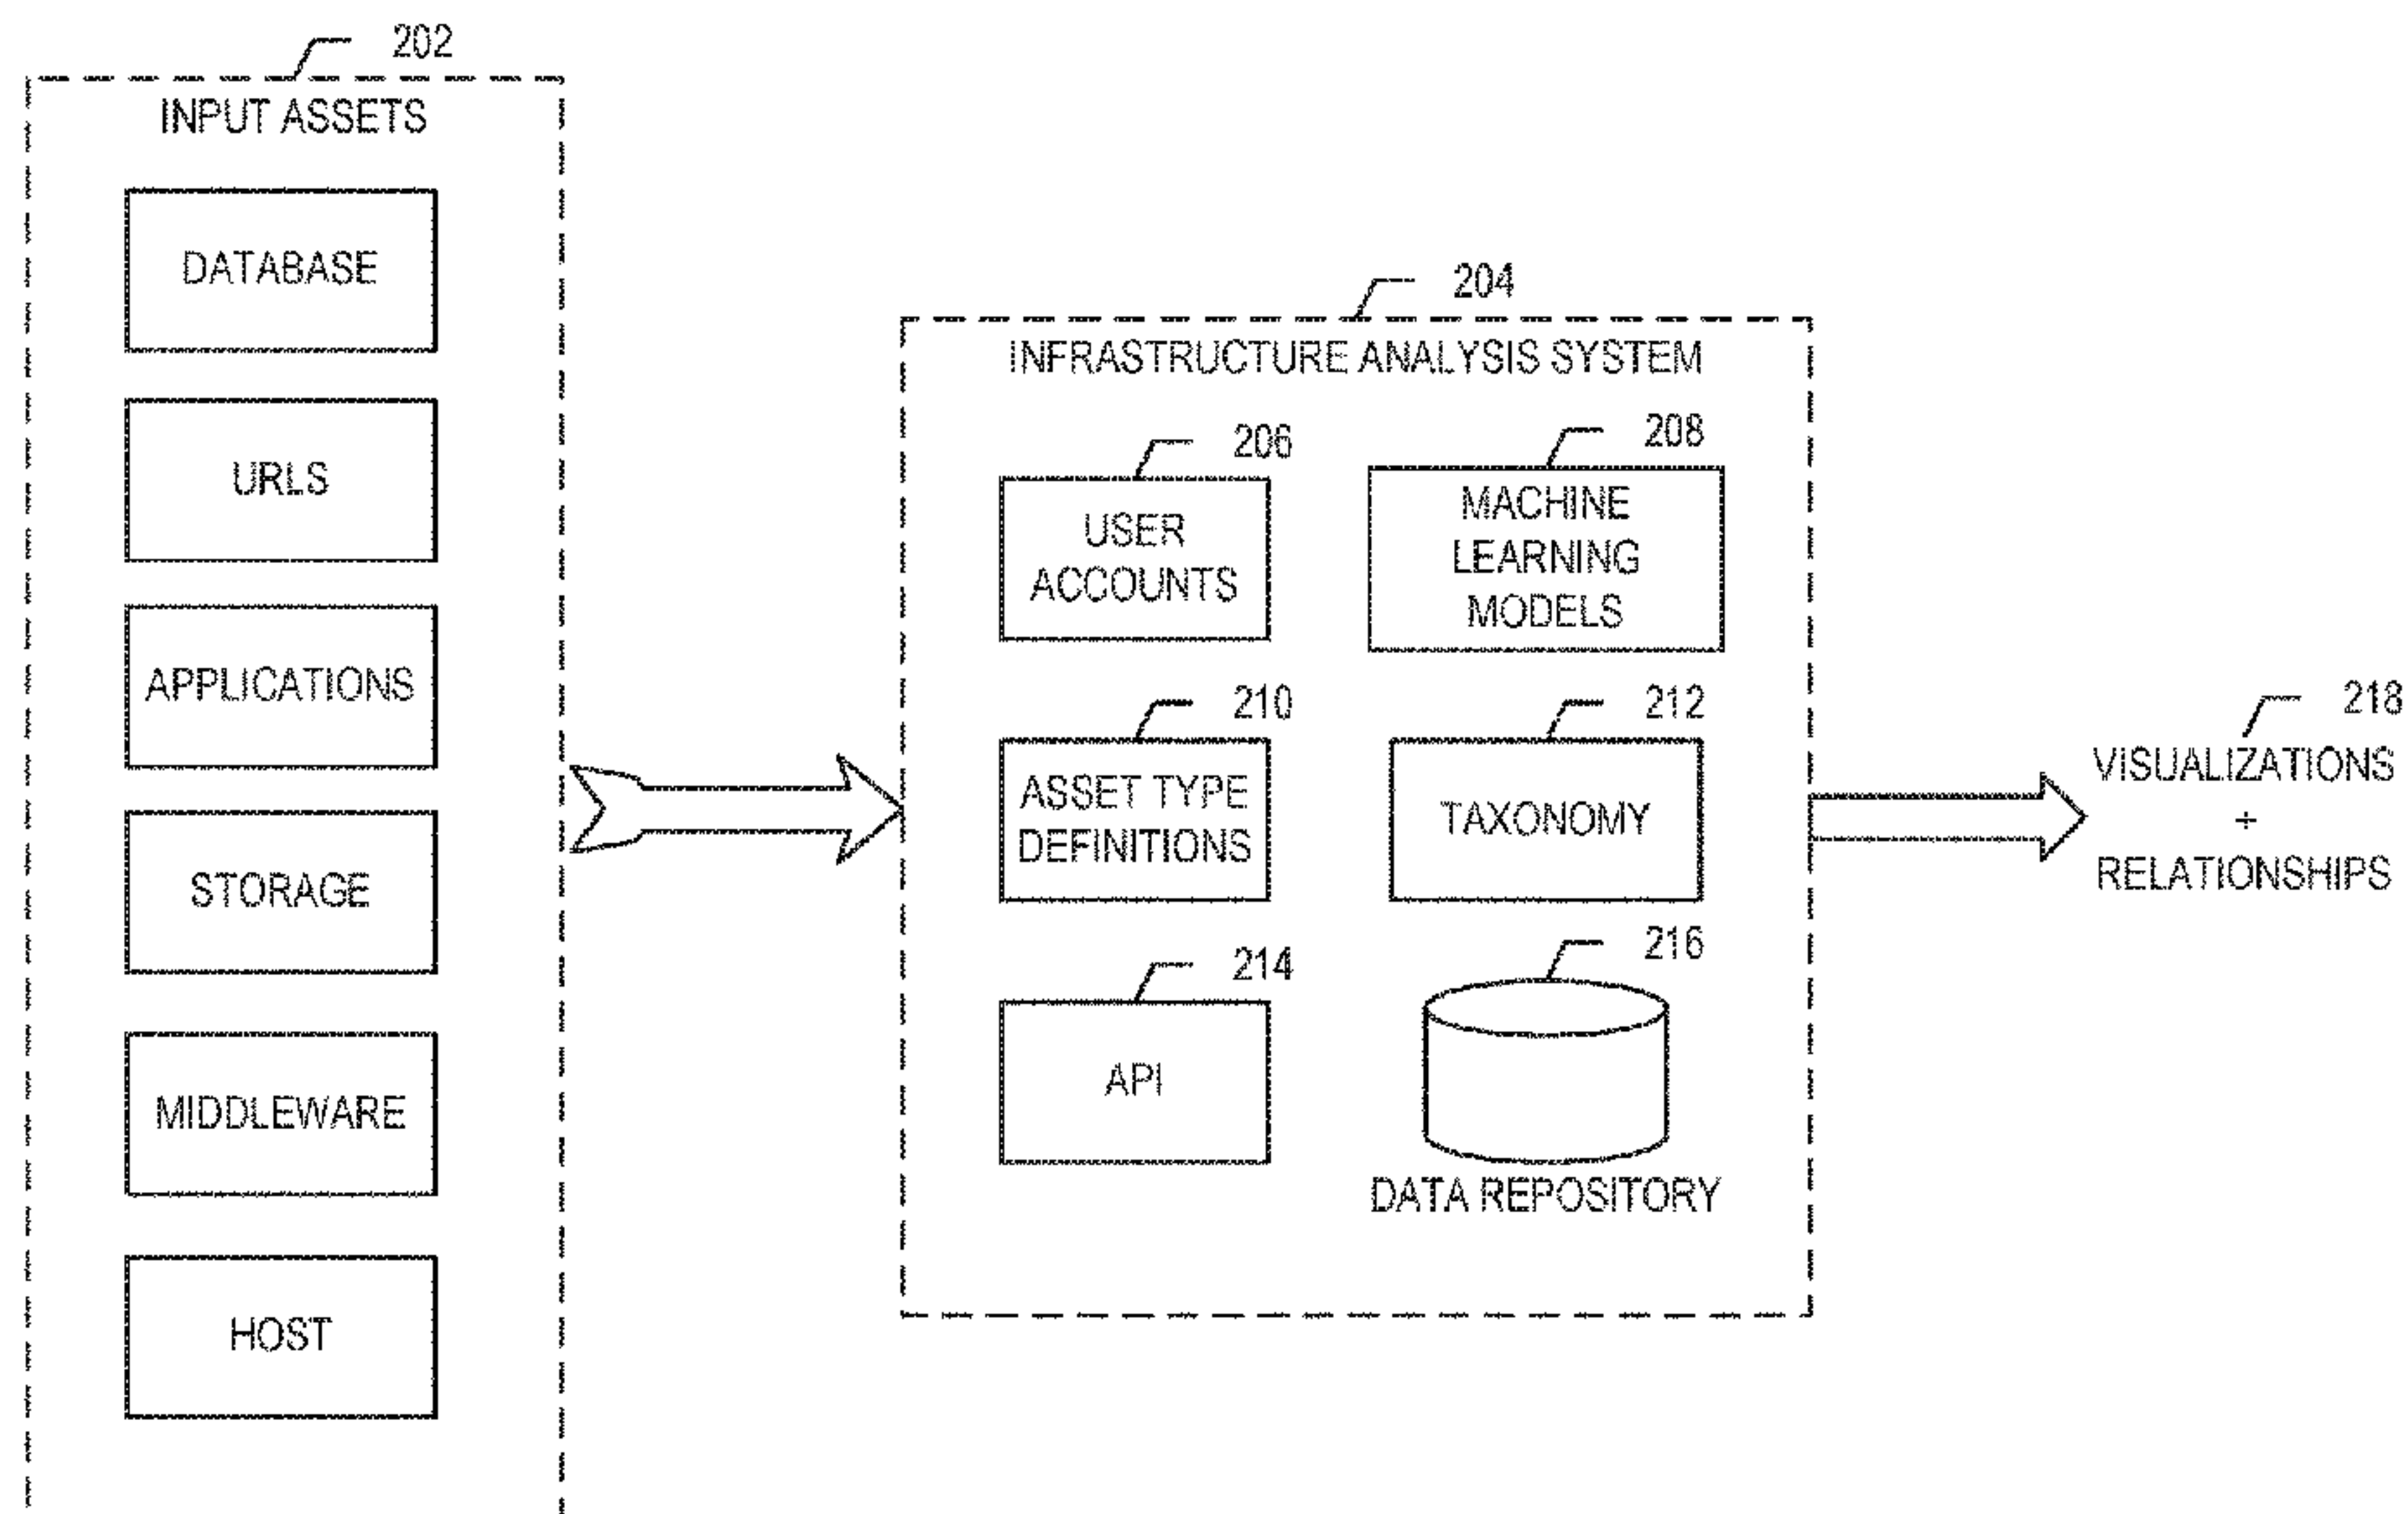 202
INPUT ASSETS
DATABASE
URLS
APPLICATIONS
STORAGE
MIDDLEWARE
HOST
204
INFRASTRUCTURE ANALYSIS SYSTEM
206
USER
ACCOUNTS
208
MACHINE
LEARNING
MODELS
210
ASSET TYPE
DEFINITIONS
212
TAXONOMY
214
API
216
DATA REPOSITORY
218
VISUALIZATIONS
+
RELATIONSHIPS